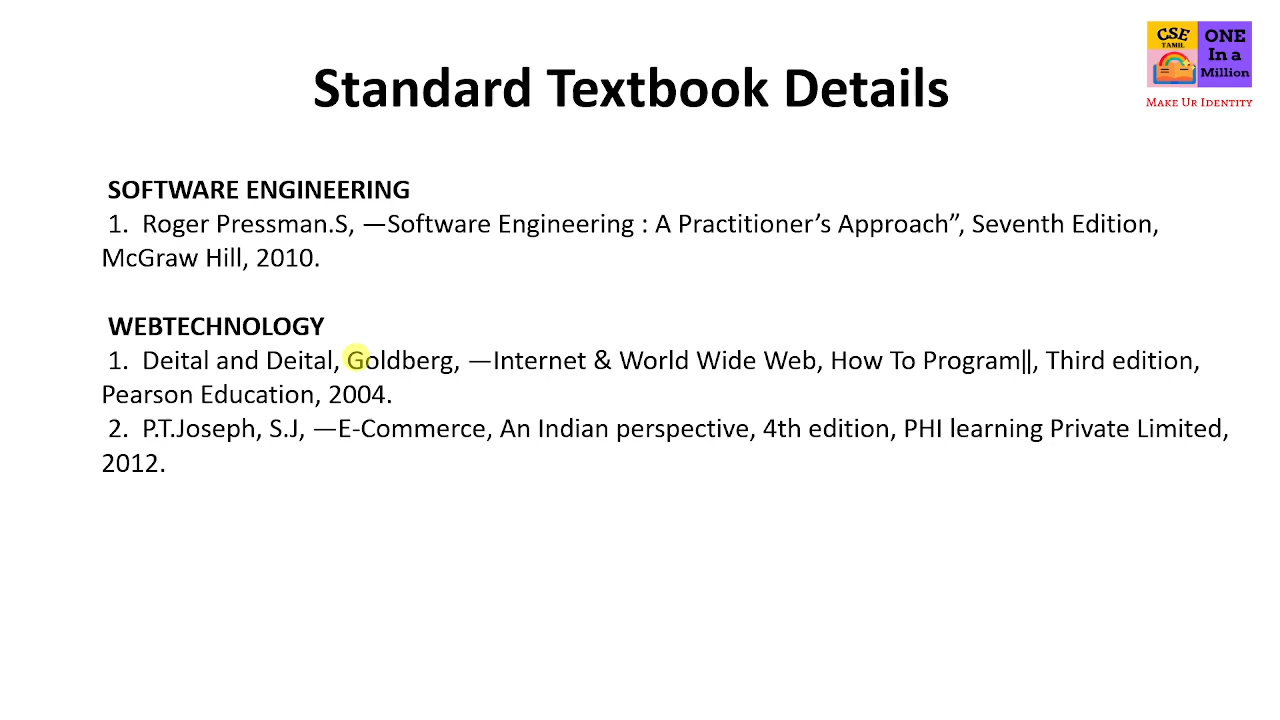 CSE
TAMIL
ONE
In a
Million
MAKE UR IDENTITY
Standard Textbook Details
SOFTWARE ENGINEERING
1. Roger Pressman.S, —Software Engineering : A Practitioner’s Approach”, Seventh Edition,
McGraw Hill, 2010.
WEBTECHNOLOGY
1. Deital and Deital, Goldberg, —Internet & World Wide Web, How To Program‖, Third edition,
Pearson Education, 2004.
2. P.T.Joseph, S.J, —E-Commerce, An Indian perspective, 4th edition, PHI learning Private Limited,
2012.